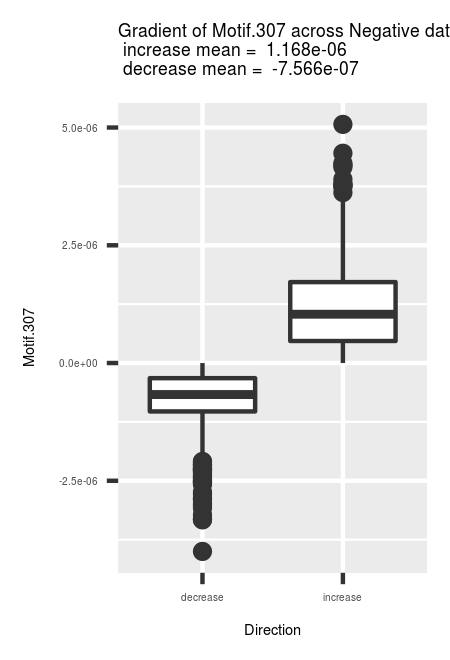 Gradient of Motif.307 across Negative dat
increase mean =  1.168e-06
decrease mean =  -7.566e-07
5.0e-06
2.5e-06
0.0e+00
-2.5e-06
Motif.307
decrease
increase
Direction